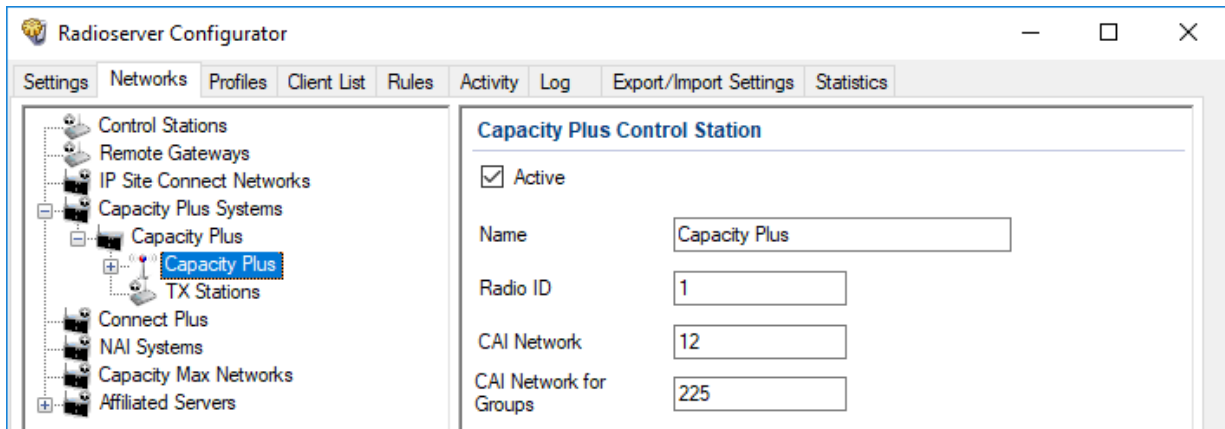 Radioserver Configurator
Settings Networks Profiles Client List Rules Activity Log Export/Import Settings Statistics
Control Stations
Remote Gateways
IP Site Connect Networks
Capacity Plus Systems
Capacity Plus
Capacity Plus
TX Stations
Connect Plus
NAI Systems
Capacity Max Networks
Affiliated Servers
Capacity Plus Control Station
Active
Name Capacity Plus
Radio ID 1
CAI Network 12
CAI Network for
Groups 225